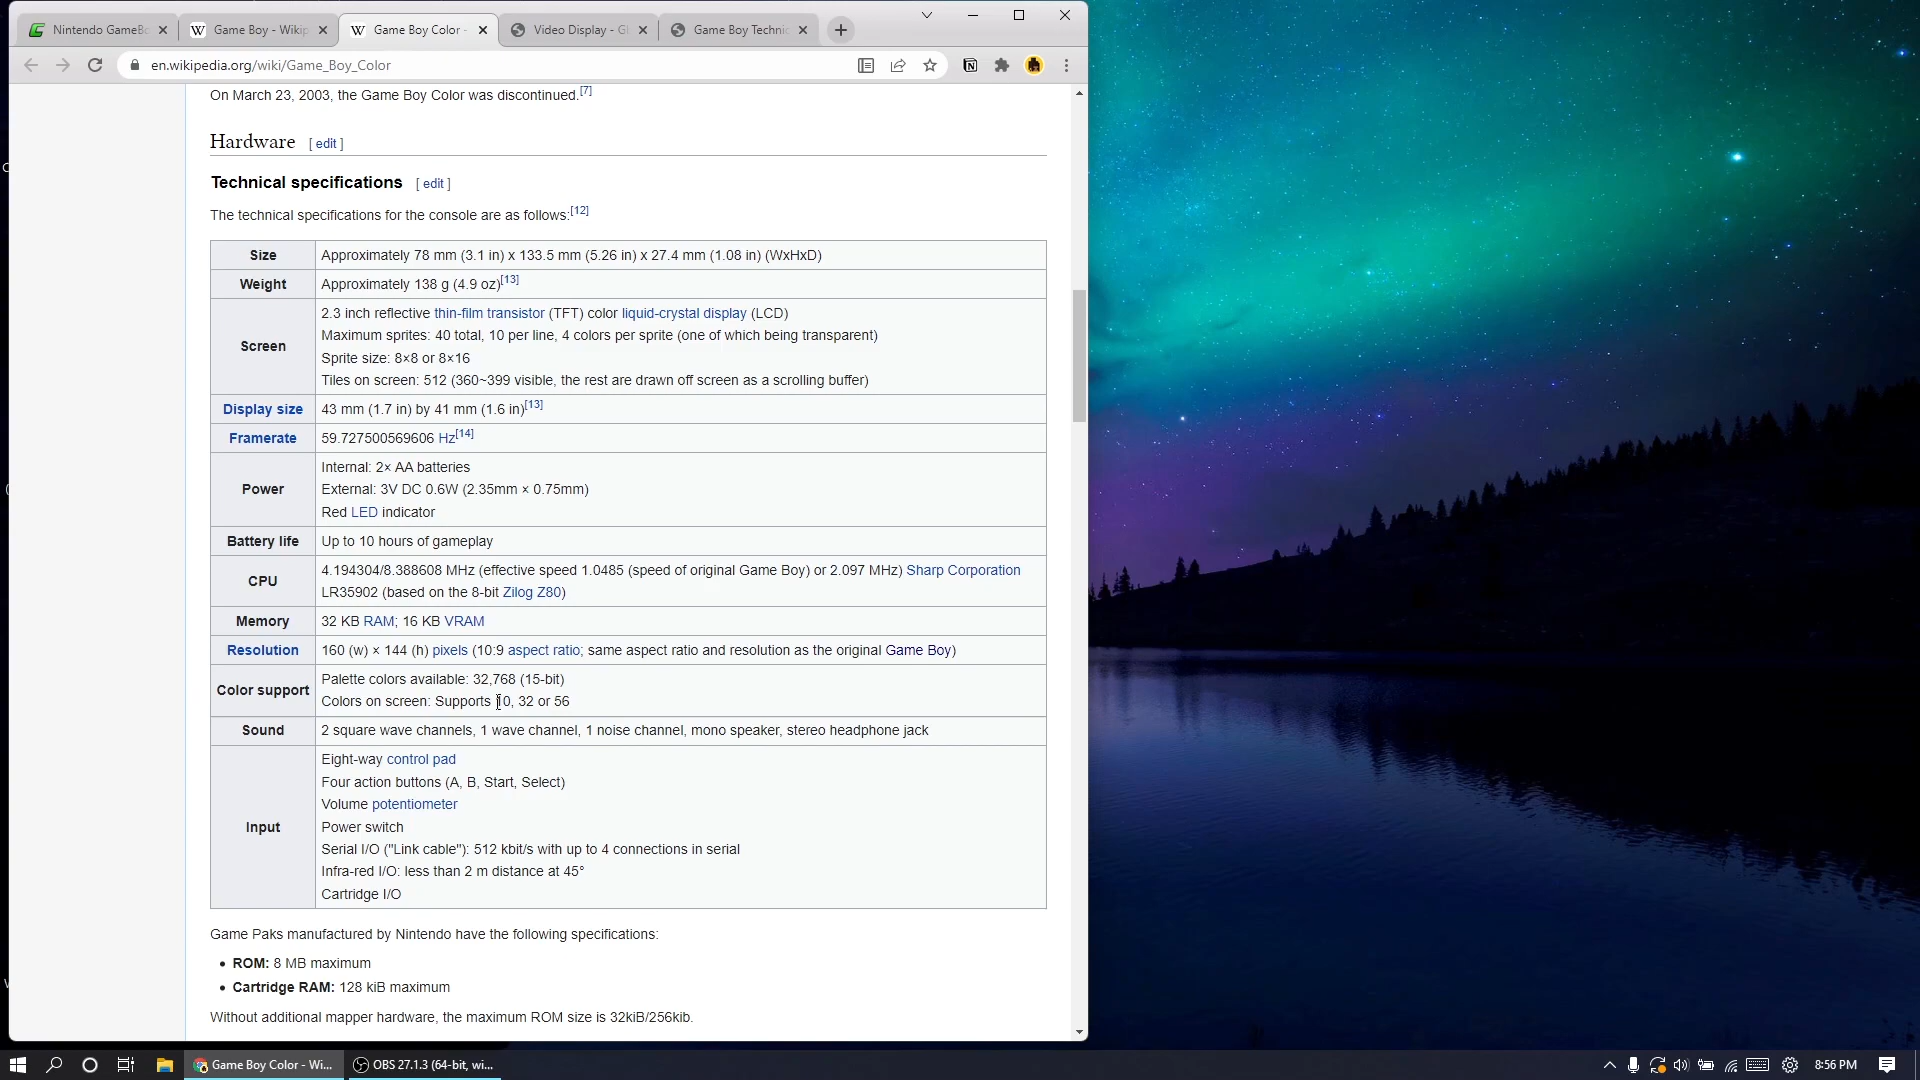 Nintendo GameBo
Game Boy - Wikip
Game Boy Color -
Video Display - G
Game Boy Technic
en.wikipedia.org/wiki/Game_Boy_Color
On March 23, 2003, the Game Boy Color was discontinued.[7]
Hardware [ edit ]
Technical specifications [ edit ]
The technical specifications for the console are as follows:[12]
Size
Approximately 78 mm (3.1 in) x 133.5 mm (5.26 in) x 27.4 mm (1.08 in) (WxHxD)
Weight
Approximately 138 g (4.9 oz)[13]
Screen
2.3 inch reflective thin-film transistor (TFT) color liquid-crystal display (LCD)
Maximum sprites: 40 total, 10 per line, 4 colors per sprite (one of which being transparent)
Sprite size: 8×8 or 8×16
Tiles on screen: 512 (360~399 visible, the rest are drawn off screen as a scrolling buffer)
Display size
43 mm (1.7 in) by 41 mm (1.6 in)[13]
Framerate
59.727500569606 Hz[14]
Power
Internal: 2× AA batteries
External: 3V DC 0.6W (2.35mm × 0.75mm)
Red LED indicator
Battery life
Up to 10 hours of gameplay
CPU
4.194304/8.388608 MHz (effective speed 1.0485 (speed of original Game Boy) or 2.097 MHz) Sharp Corporation
LR35902 (based on the 8-bit Zilog Z80)
Memory
32 KB RAM; 16 KB VRAM
Resolution
160 (w) × 144 (h) pixels (10:9 aspect ratio; same aspect ratio and resolution as the original Game Boy)
Color support
Palette colors available: 32,768 (15-bit)
Colors on screen: Supports 10, 32 or 56
Sound
2 square wave channels, 1 wave channel, 1 noise channel, mono speaker, stereo headphone jack
Input
Eight-way control pad
Four action buttons (A, B, Start, Select)
Volume potentiometer
Power switch
Serial I/O ("Link cable"): 512 kbit/s with up to 4 connections in serial
Infra-red I/O: less than 2 m distance at 45°
Cartridge I/O
Game Paks manufactured by Nintendo have the following specifications:
• ROM: 8 MB maximum
• Cartridge RAM: 128 kiB maximum
Without additional mapper hardware, the maximum ROM size is 32kiB/256kib.
Game Boy Color - Wi...
OBS 27.1.3 (64-bit, wi...
8:56 PM